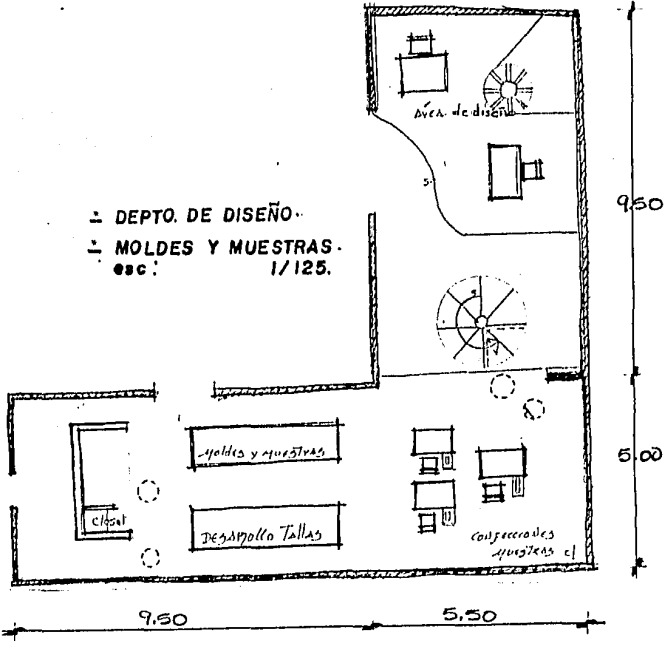 Área de diseño
S.
9.50
DEPTO. DE DISEÑO.
MOLDES Y MUESTRAS.
esc: 1/125.
S
Moldes y Muestras
5.00
Closet
DESARROLLO TALLAS
Confecciones
Muestras c/
9.50
5.50